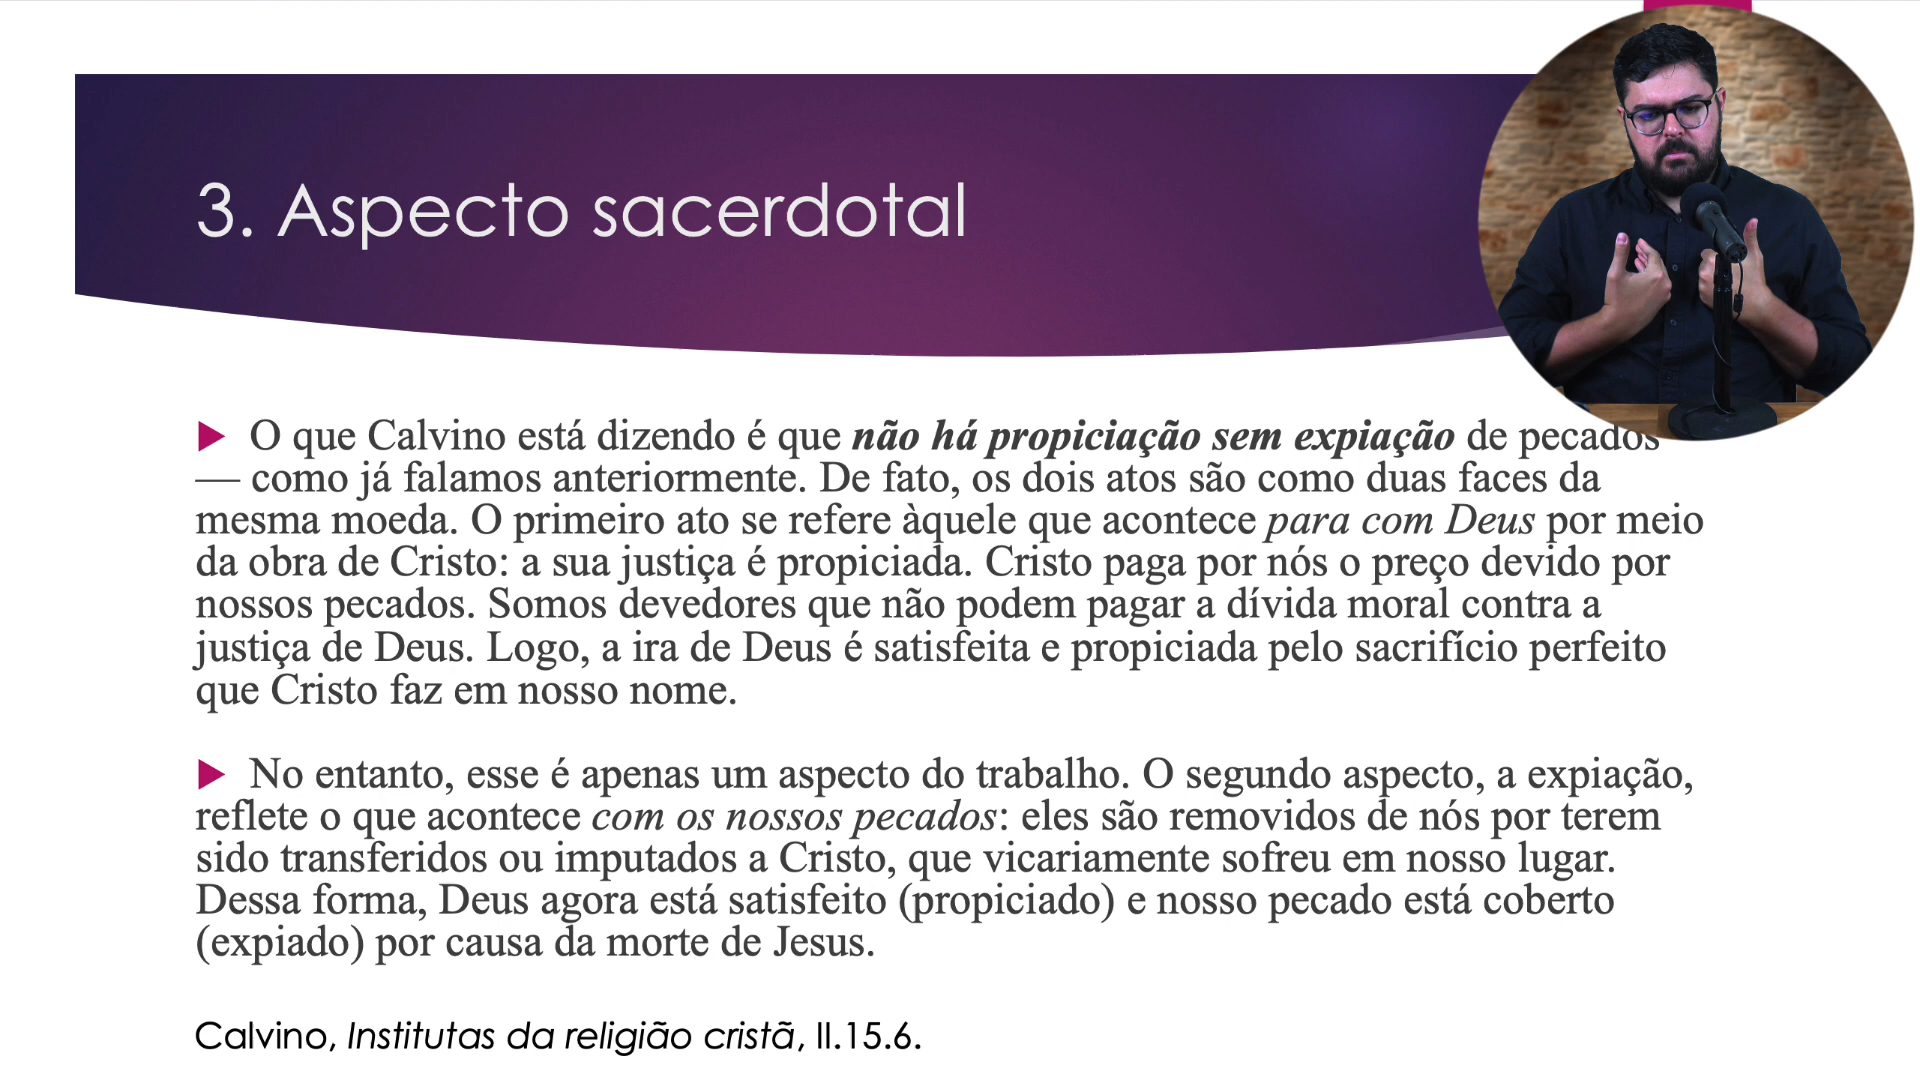 3. Aspecto sacerdotal
O que Calvino está dizendo é que não há propiciação sem expiação de pecados
— como já falamos anteriormente. De fato, os dois atos são como duas faces da
mesma moeda. O primeiro ato se refere àquele que acontece para com Deus por meio
da obra de Cristo: a sua justiça é propiciada. Cristo paga por nós o preço devido por
nossos pecados. Somos devedores que não podem pagar a dívida moral contra a
justiça de Deus. Logo, a ira de Deus é satisfeita e propiciada pelo sacrifício perfeito
que Cristo faz em nosso nome.
No entanto, esse é apenas um aspecto do trabalho. O segundo aspecto, a expiação,
reflete o que acontece com os nossos pecados: eles são removidos de nós por terem
sido transferidos ou imputados a Cristo, que vicariamente sofreu em nosso lugar.
Dessa forma, Deus agora está satisfeito (propiciado) e nosso pecado está coberto
(expiado) por causa da morte de Jesus.
Calvino, Institutas da religião cristã, II.15.6.